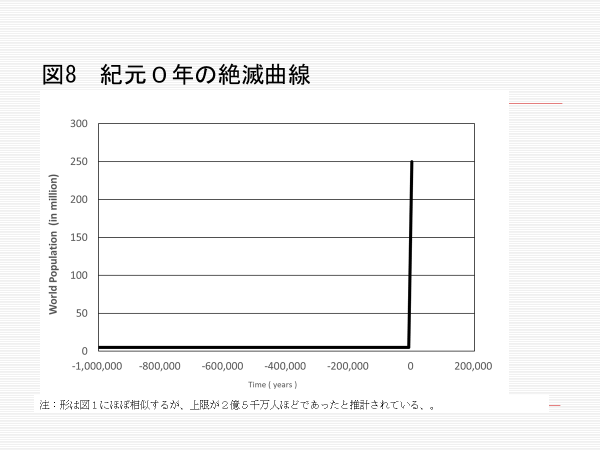 図8 紀元０年の絶滅曲線
300
250
200
150
100
50
0
World Population (in million)
-1,000,000 -800,000 -600,000 -400,000 -200,000 0 200,000
Time ( years )
注：形は図１にほぼ相似するが、上限が２億５千万人ほどであったと推計されている、。